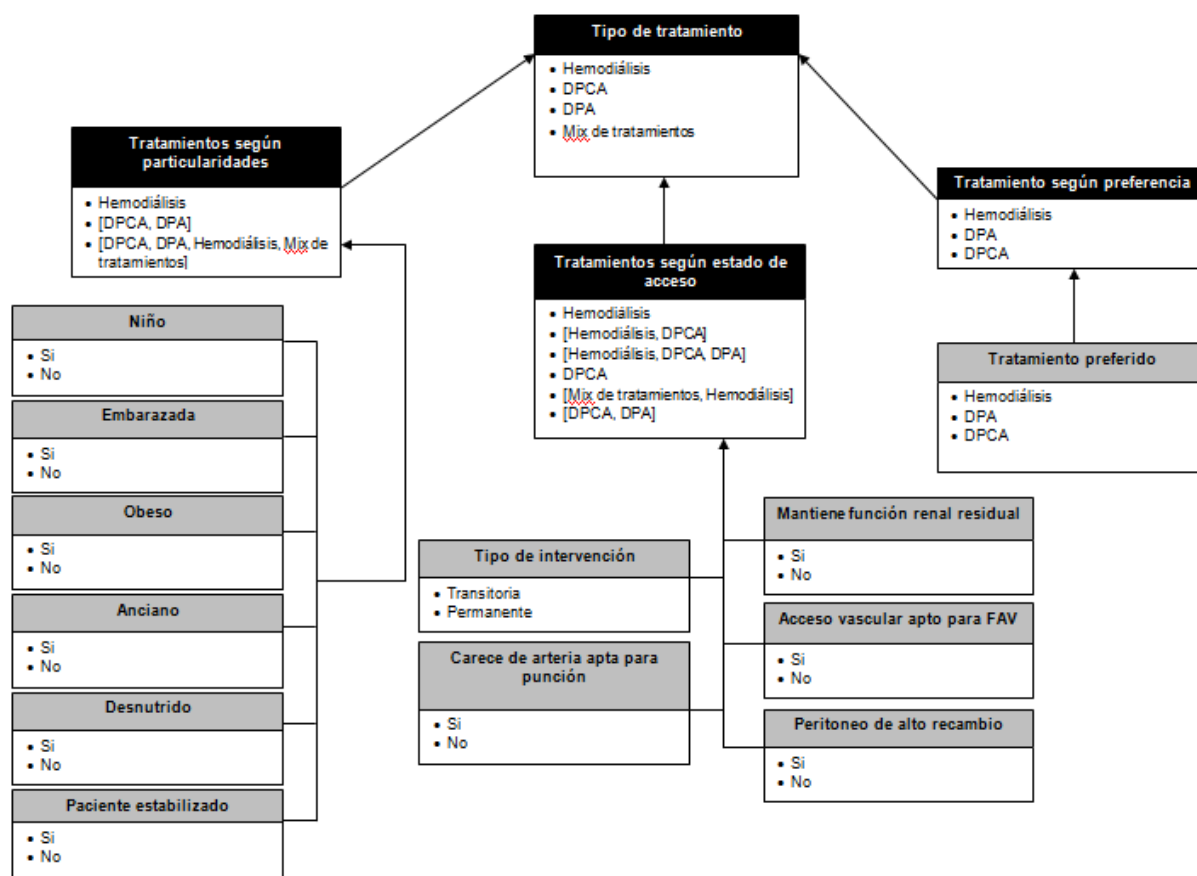 Tipo de tratamiento
• Hemodiálisis
• DPCA
• DPA
• Mix de tratamientos
Tratamientos según
particularidades
• Hemodiálisis
• [DPCA, DPA]
• [DPCA, DPA, Hemodiálisis, Mix de
tratamientos]
Tratamiento según preferencia
• Hemodiálisis
• DPA
• DPCA
Tratamientos según estado de
acceso
• Hemodiálisis
• [Hemodiálisis, DPCA]
• [Hemodiálisis, DPCA, DPA]
• DPCA
• [Mix de tratamientos, Hemodiálisis]
• [DPCA, DPA]
Tratamiento preferido
• Hemodiálisis
• DPA
• DPCA
Niño
• Si
• No
Embarazada
• Si
• No
Obeso
• Si
• No
Anciano
• Si
• No
Desnutrido
• Si
• No
Paciente estabilizado
• Si
• No
Tipo de intervención
• Transitoria
• Permanente
Carece de arteria apta para
punción
• Si
• No
Mantiene función renal residual
• Si
• No
Acceso vascular apto para FAV
• Si
• No
Peritoneo de alto recambio
• Si
• No